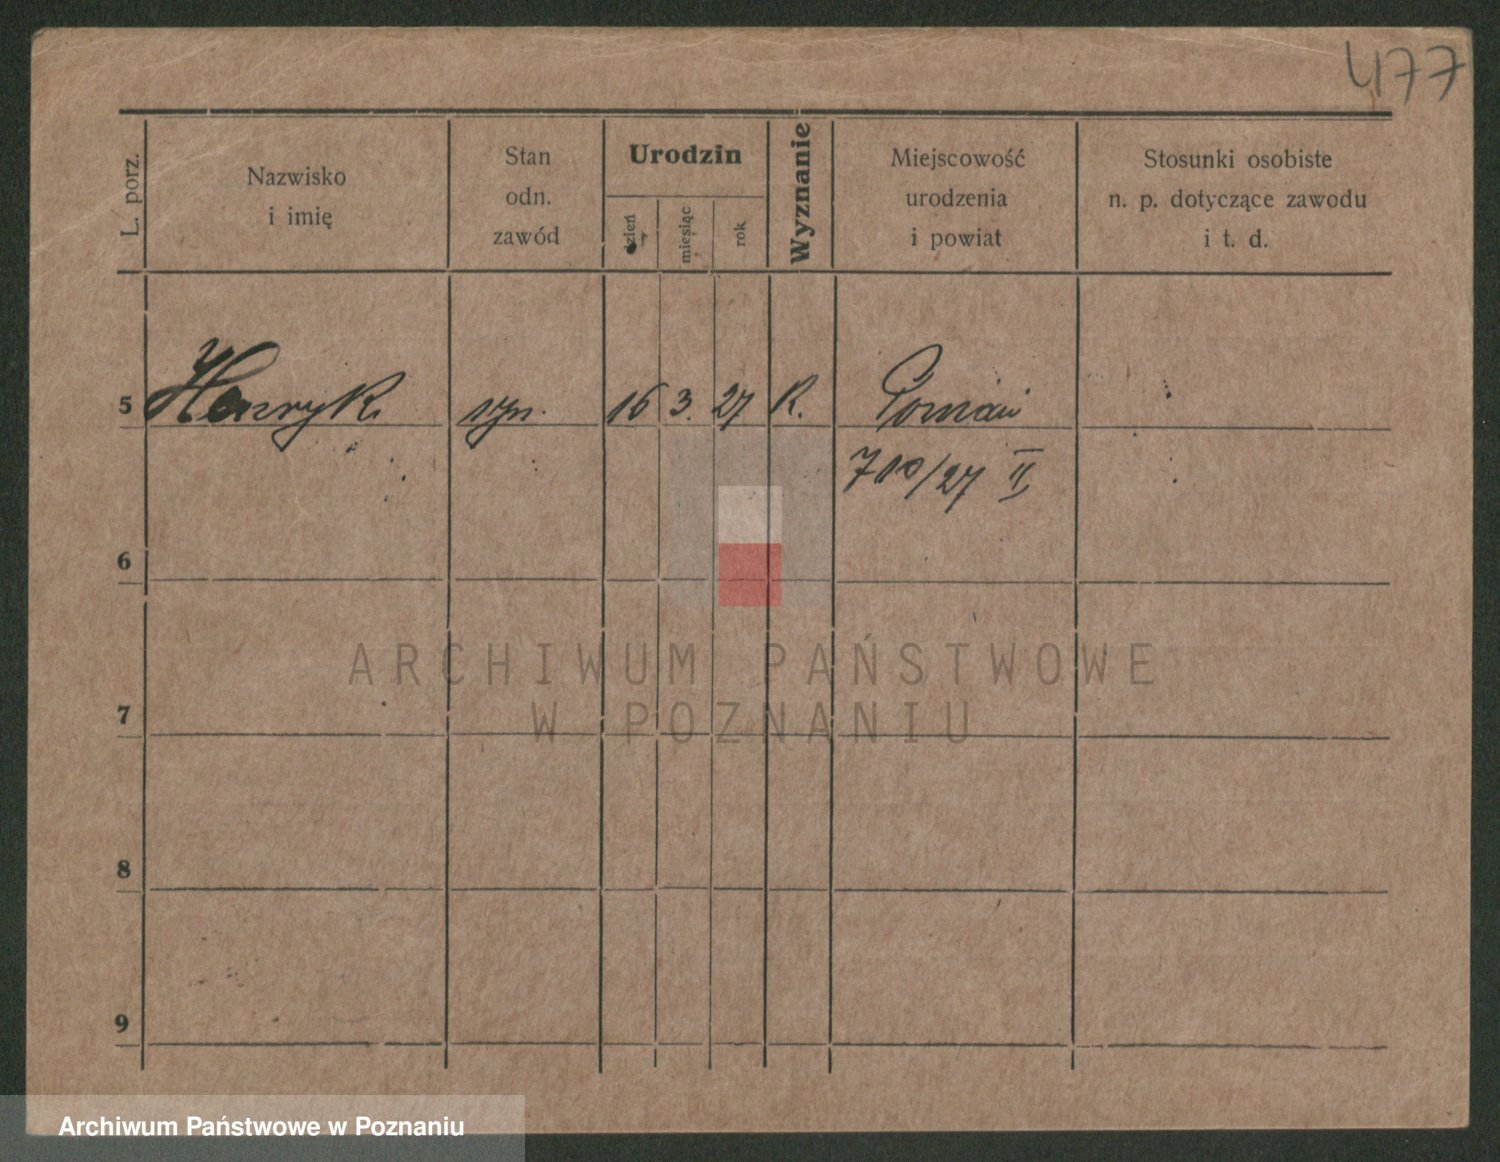 477
L. porz.
Nazwisko
i imię
Stan
odn.
zawód
Urodzin
dzień
miesiąc
rok
Wyznanie
Miejscowość
urodzenia
i powiat
Stosunki osobiste
n. p. dotyczące zawodu
i t. d.
5 Henryk syn. 16 3. 27 R. Poznań
710/27 II
6
7
8
9
ARCHIWUM PAŃSTWOWE
W POZNANIU
Archiwum Państwowe w Poznaniu